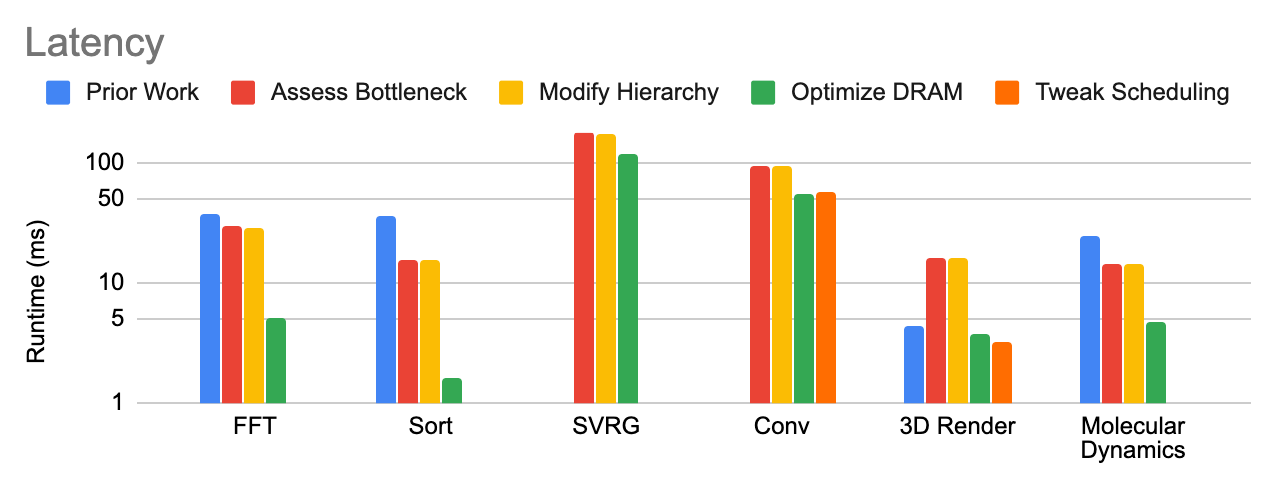 Latency
Prior Work Assess Bottleneck Modify Hierarchy Optimize DRAM Tweak Scheduling
Runtime (ms)
100
50
10
5
1
FFT Sort SVRG Conv 3D Render Molecular
Dynamics